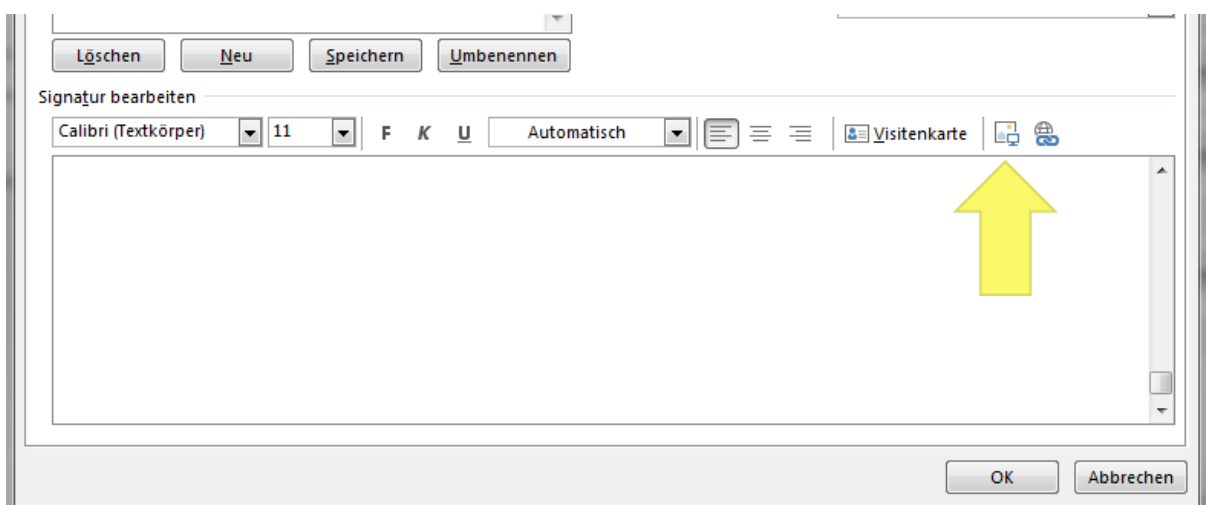 Löschen Neu Speichern Umbenennen
Signatur bearbeiten
Calibri (Textkörper) 11 F K U Automatisch Visitenkarte
OK Abbrechen